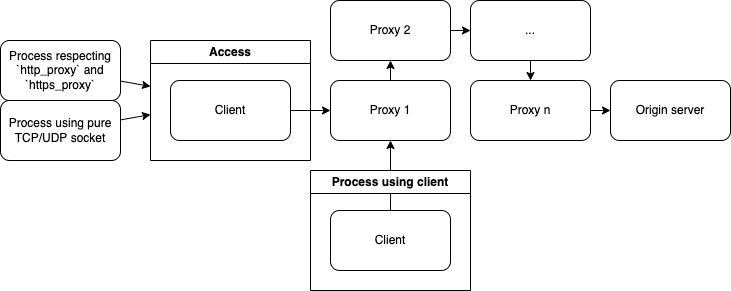 Proxy 2
...
Access
Process respecting
`http_proxy` and
`https_proxy`
Client
Proxy 1
Proxy n
Origin server
Process using pure
TCP/UDP socket
Process using client
Client